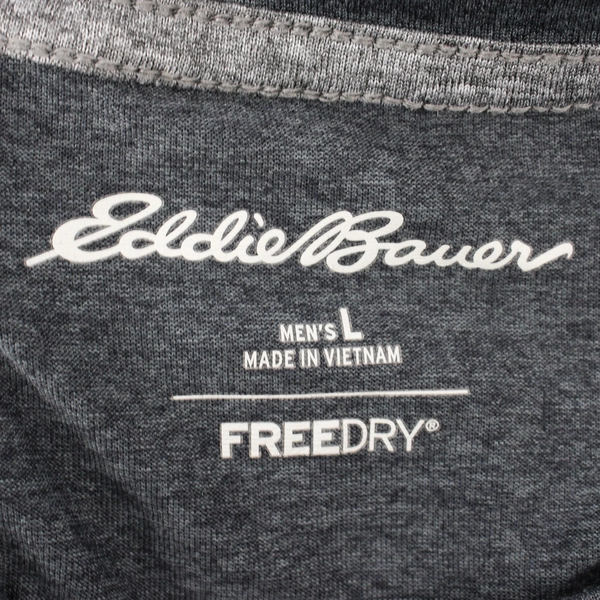 Eddie Bauer
MEN'S L
MADE IN VIETNAM
FREEDRY®